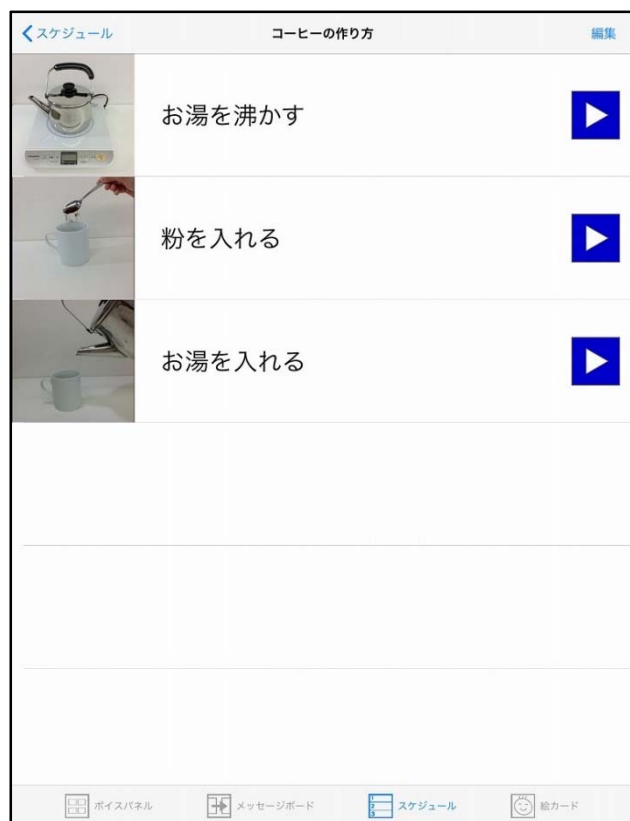 スケジュール
コーヒーの作り方
編集
お湯を沸かす
粉を入れる
お湯を入れる
ボイスパネル
メッセージボード
スケジュール
絵カード